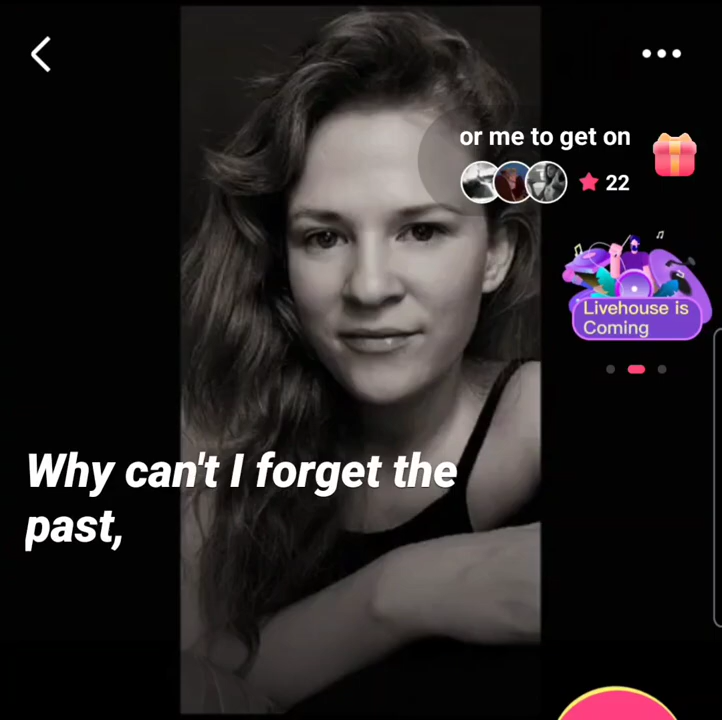 or me to get on
22
Livehouse is
Coming
Why can't I forget the
past,